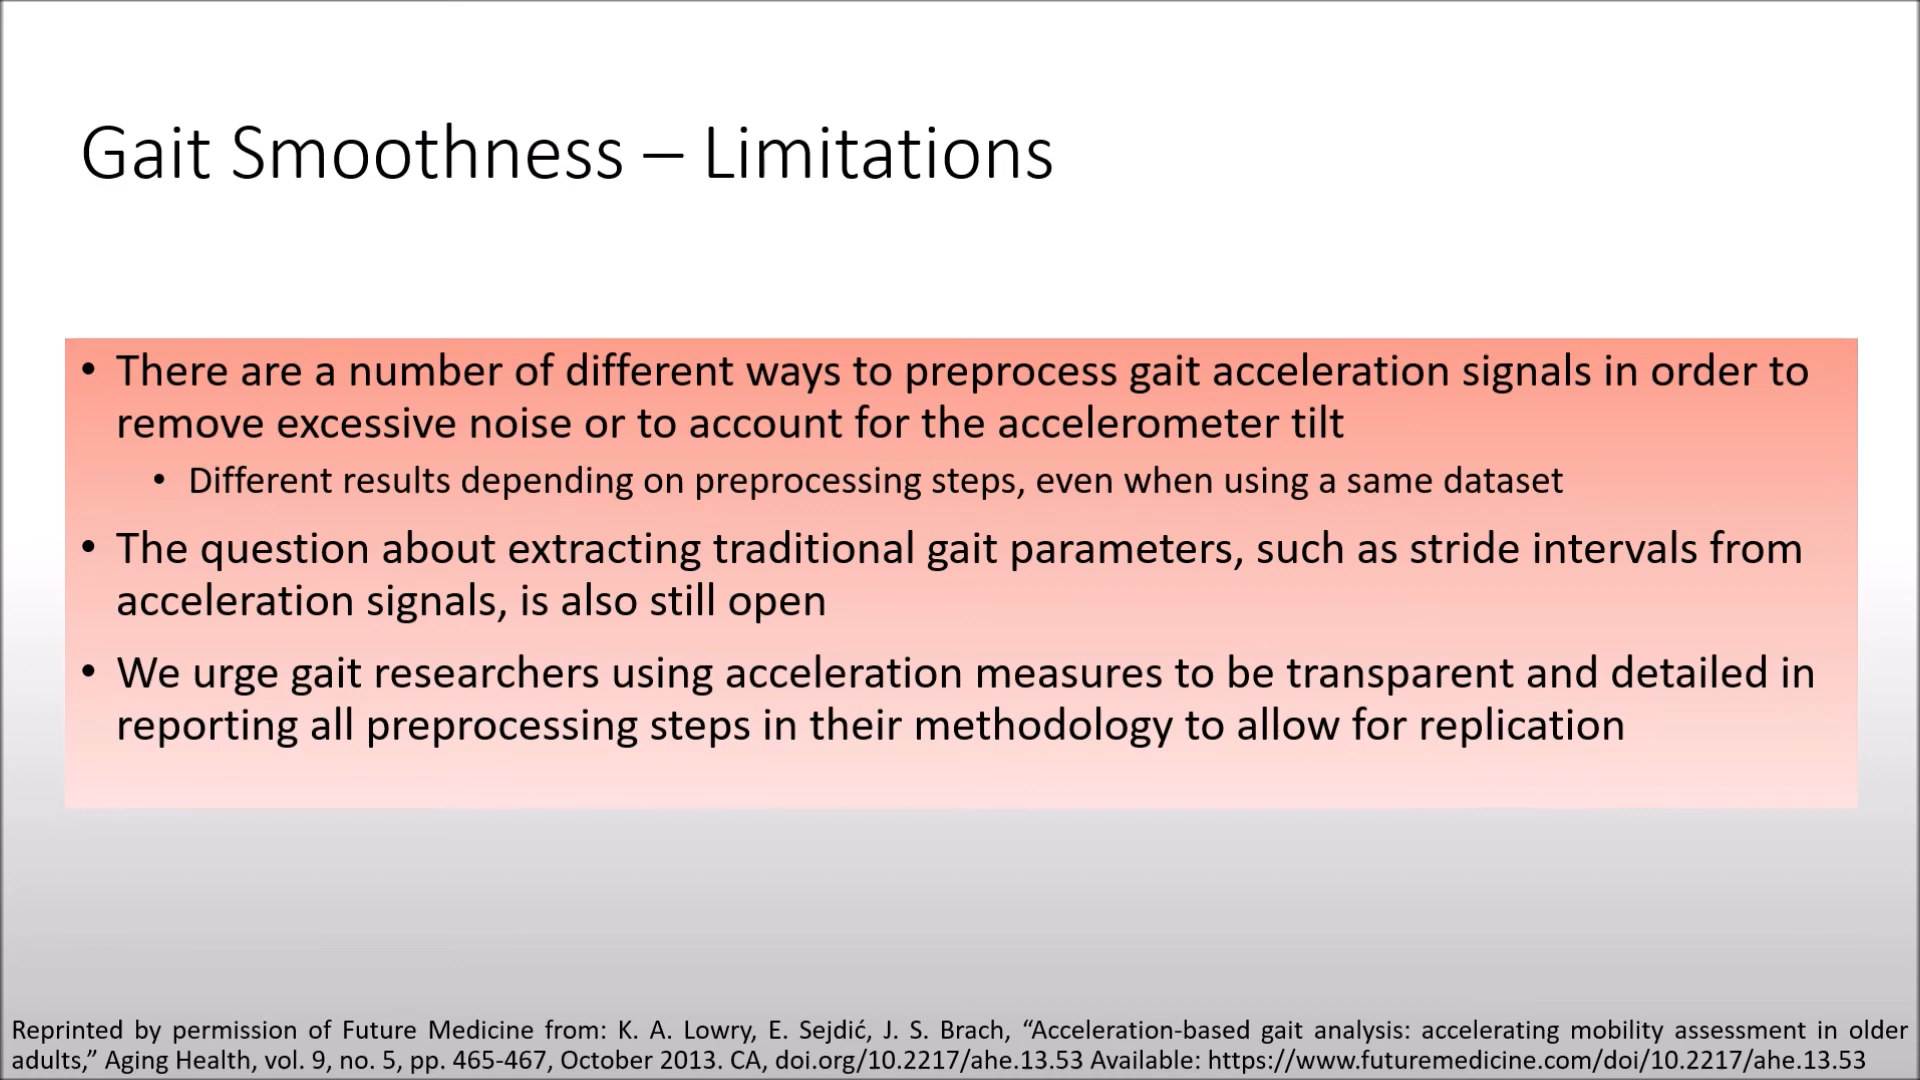 Gait Smoothness – Limitations
• There are a number of different ways to preprocess gait acceleration signals in order to
remove excessive noise or to account for the accelerometer tilt
• Different results depending on preprocessing steps, even when using a same dataset
• The question about extracting traditional gait parameters, such as stride intervals from
acceleration signals, is also still open
• We urge gait researchers using acceleration measures to be transparent and detailed in
reporting all preprocessing steps in their methodology to allow for replication
Reprinted by permission of Future Medicine from: K. A. Lowry, E. Sejdić, J. S. Brach, “Acceleration-based gait analysis: accelerating mobility assessment in older
adults,” Aging Health, vol. 9, no. 5, pp. 465-467, October 2013. CA, doi.org/10.2217/ahe.13.53 Available: https://www.futuremedicine.com/doi/10.2217/ahe.13.53